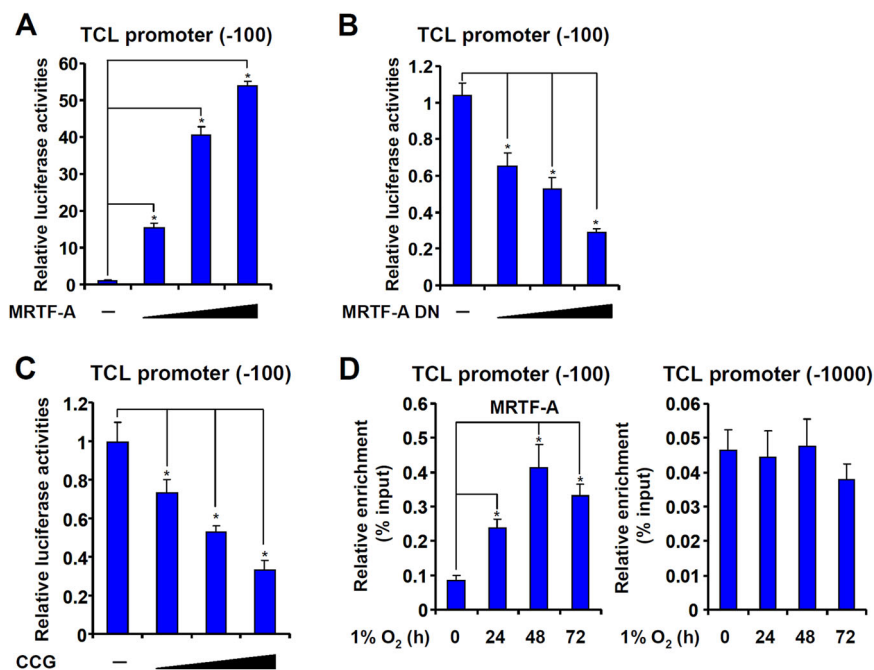 A
TCL promoter (-100)
Relative luciferase activities
60
50
40
30
20
10
0
*
*
*
MRTF-A
–
B
TCL promoter (-100)
Relative luciferase activities
1.2
1
0.8
0.6
0.4
0.2
0
*
*
*
MRTF-A DN
–
C
TCL promoter (-100)
Relative luciferase activities
1.2
1
0.8
0.6
0.4
0.2
0
*
*
*
CCG
–
D
TCL promoter (-100)
MRTF-A
Relative enrichment
(% input)
0.6
0.5
0.4
0.3
0.2
0.1
0
*
*
*
1% O₂ (h) 0 24 48 72
TCL promoter (-1000)
Relative enrichment
(% input)
0.06
0.05
0.04
0.03
0.02
0.01
0.00
1% O₂ (h) 0 24 48 72